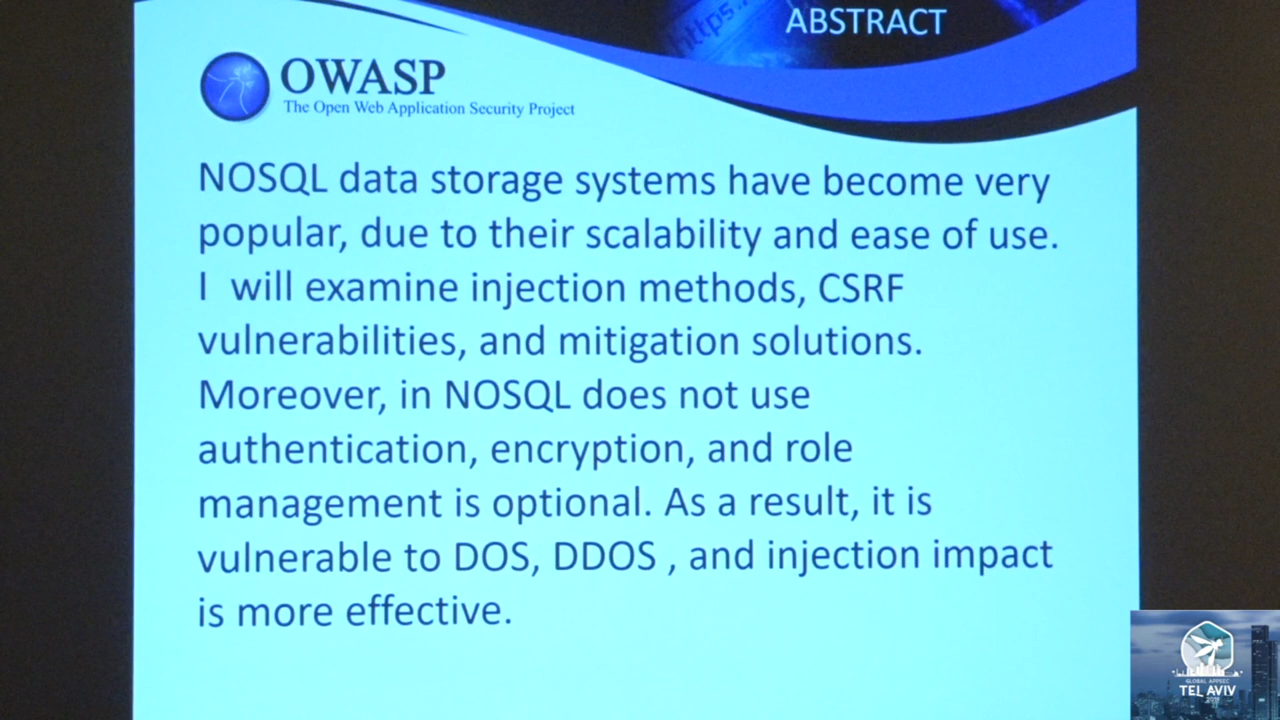 https:/
ABSTRACT
OWASP
The Open Web Application Security Project
NOSQL data storage systems have become very
popular, due to their scalability and ease of use.
I will examine injection methods, CSRF
vulnerabilities, and mitigation solutions.
Moreover, in NOSQL does not use
authentication, encryption, and role
management is optional. As a result, it is
vulnerable to DOS, DDOS , and injection impact
is more effective.
GLOBAL APPSEC
TEL AVIV